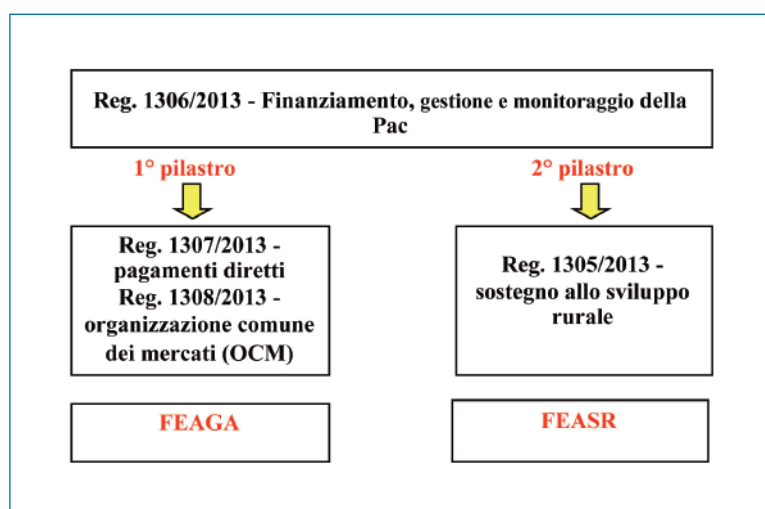 Reg. 1306/2013 - Finanziamento, gestione e monitoraggio della
Pac
1° pilastro
2° pilastro
Reg. 1307/2013 -
pagamenti diretti
Reg. 1308/2013 -
organizzazione comune
dei mercati (OCM)
Reg. 1305/2013 -
sostegno allo sviluppo
rurale
FEAGA
FEASR